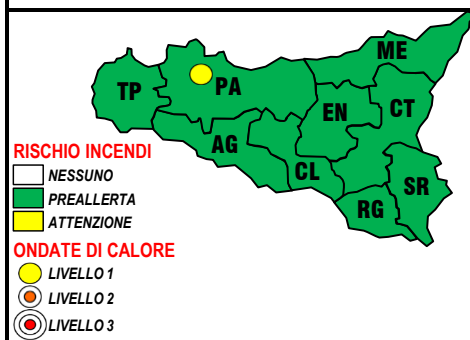 ME
TP
PA
EN
CT
AG
CL
SR
RG
RISCHIO INCENDI
NESSUNO
PREALLERTA
ATTENZIONE
ONDATE DI CALORE
LIVELLO 1
LIVELLO 2
LIVELLO 3